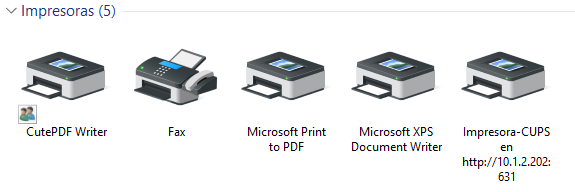 Impresoras (5)
CutePDF Writer
Fax
Microsoft Print
to PDF
Microsoft XPS
Document Writer
Impresora-CUPS
en
http://10.1.2.202:
631